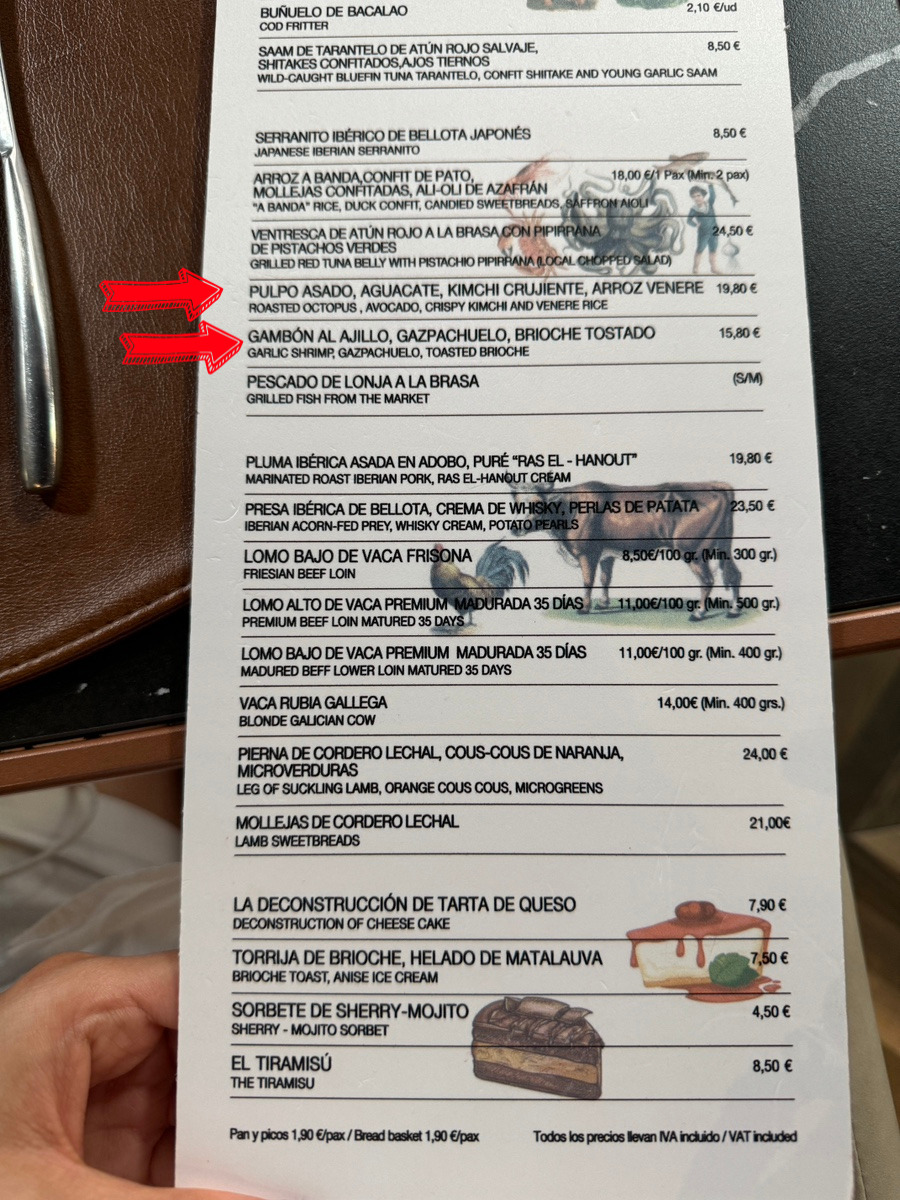 BUÑUELO DE BACALAO 2,10 €/ud
COD FRITTER
SAAM DE TARANTELO DE ATÚN ROJO SALVAJE, 8,50 €
SHITAKES CONFITADOS,AJOS TIERNOS
WILD-CAUGHT BLUEFIN TUNA TARANTELO, CONFIT SHIITAKE AND YOUNG GARLIC SAAM
SERRANITO IBÉRICO DE BELLOTA JAPONÉS 8,50 €
JAPANESE IBERIAN SERRANITO
ARROZ A BANDA,CONFIT DE PATO, 18,00 €/1 Pax (Min. 2 pax)
MOLLEJAS CONFITADAS, ALI-OLI DE AZAFRÁN
"A BANDA" RICE, DUCK CONFIT, CANDIED SWEETBREADS, SAFFRON AIOLI
VENTRESCA DE ATÚN ROJO A LA BRASA CON PIPIRRANA 24,50 €
DE PISTACHOS VERDES
GRILLED RED TUNA BELLY WITH PISTACHIO PIPIRRANA (LOCAL CHOPPED SALAD)
PULPO ASADO, AGUACATE, KIMCHI CRUJIENTE, ARROZ VENERE 19,80 €
ROASTED OCTOPUS , AVOCADO, CRISPY KIMCHI AND VENERE RICE
GAMBÓN AL AJILLO, GAZPACHUELO, BRIOCHE TOSTADO 15,80 €
GARLIC SHRIMP, GAZPACHUELO, TOASTED BRIOCHE
PESCADO DE LONJA A LA BRASA (S/M)
GRILLED FISH FROM THE MARKET
PLUMA IBÉRICA ASADA EN ADOBO, PURÉ "RAS EL - HANOUT" 19,80 €
MARINATED ROAST IBERIAN PORK, RAS EL-HANOUT CREAM
PRESA IBÉRICA DE BELLOTA, CREMA DE WHISKY, PERLAS DE PATATA 23,50 €
IBERIAN ACORN-FED PREY, WHISKY CREAM, POTATO PEARLS
LOMO BAJO DE VACA FRISONA 8,50€/100 gr. (Min. 300 gr.)
FRIESIAN BEEF LOIN
LOMO ALTO DE VACA PREMIUM MADURADA 35 DÍAS 11,00€/100 gr. (Min. 500 gr.)
PREMIUM BEEF LOIN MATURED 35 DAYS
LOMO BAJO DE VACA PREMIUM MADURADA 35 DÍAS 11,00€/100 gr. (Min. 400 gr.)
MADURED BEFF LOWER LOIN MATURED 35 DAYS
VACA RUBIA GALLEGA 14,00€ (Min. 400 grs.)
BLONDE GALICIAN COW
PIERNA DE CORDERO LECHAL, COUS-COUS DE NARANJA, 24,00 €
MICROVERDURAS
LEG OF SUCKLING LAMB, ORANGE COUS COUS, MICROGREENS
MOLLEJAS DE CORDERO LECHAL 21,00€
LAMB SWEETBREADS
LA DECONSTRUCCIÓN DE TARTA DE QUESO 7,90 €
DECONSTRUCTION OF CHEESE CAKE
TORRIJA DE BRIOCHE, HELADO DE MATALAUVA 7,50 €
BRIOCHE TOAST, ANISE ICE CREAM
SORBETE DE SHERRY-MOJITO 4,50 €
SHERRY - MOJITO SORBET
EL TIRAMISÚ 8,50 €
THE TIRAMISU
Pan y picos 1,90 €/pax / Bread basket 1,90 €/pax Todos los precios llevan IVA incluido / VAT included